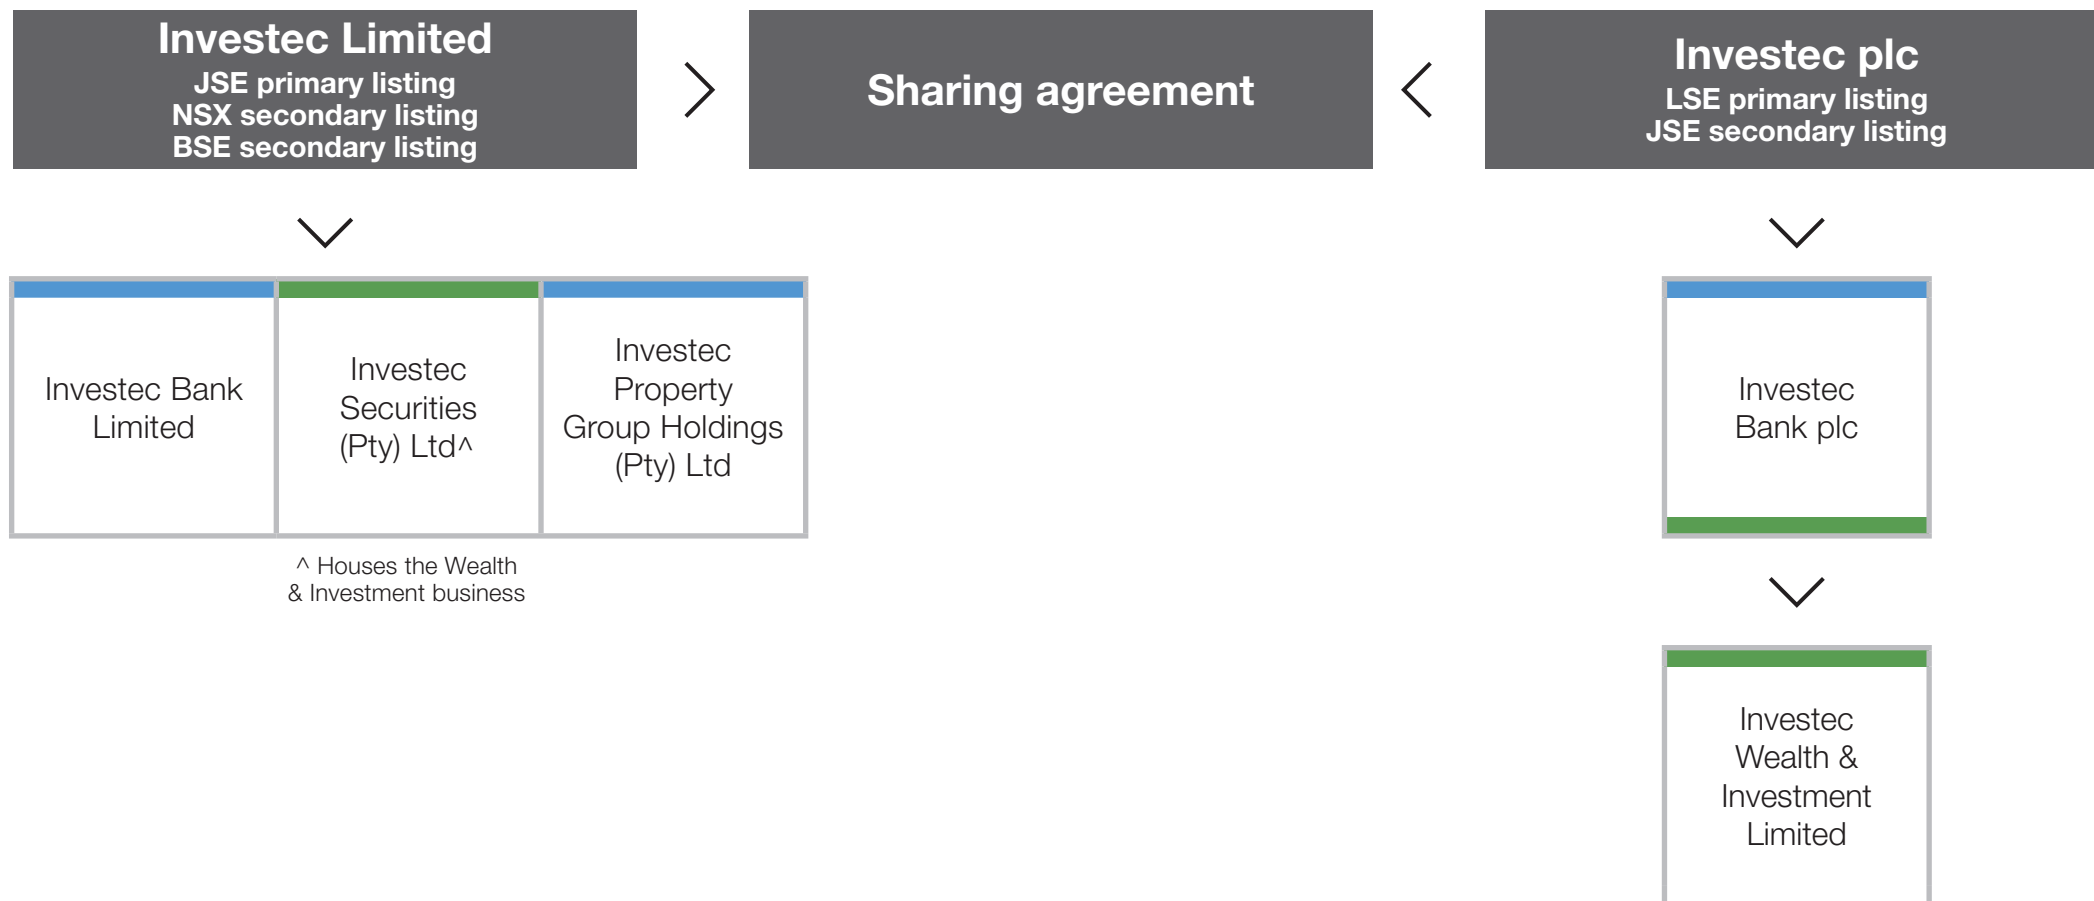 Investec Limited
JSE primary listing
NSX secondary listing
BSE secondary listing
Sharing agreement
Investec plc
LSE primary listing
JSE secondary listing
Investec Bank
Limited
Investec
Securities
(Pty) Ltd^
Investec
Property
Group Holdings
(Pty) Ltd
^ Houses the Wealth
& Investment business
Investec
Bank plc
Investec
Wealth &
Investment
Limited